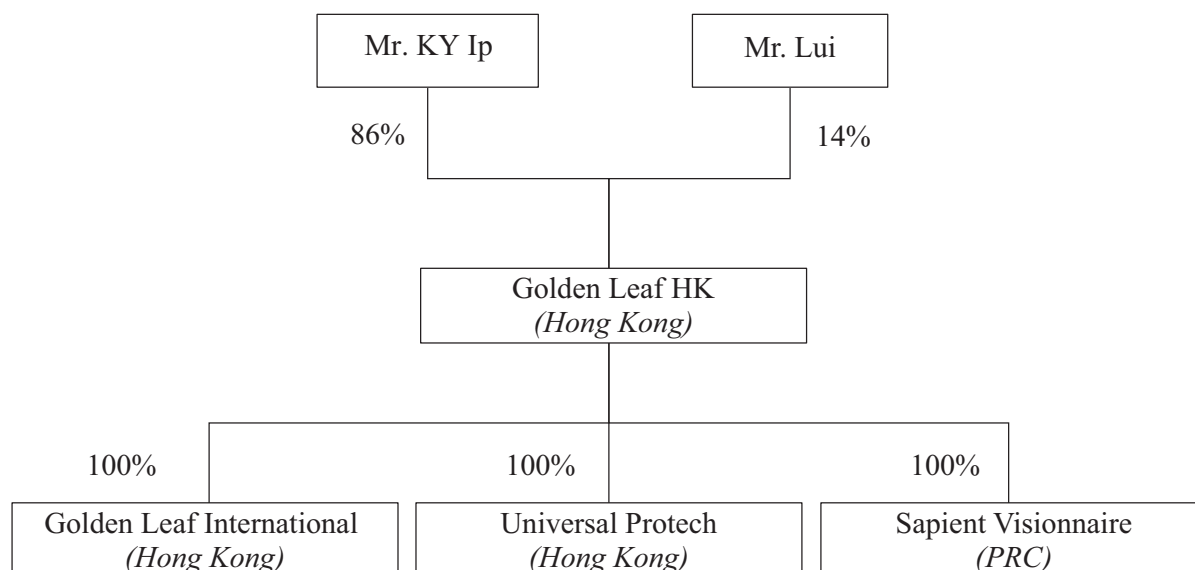 Mr. KY Ip
Mr. Lui
86%
14%
Golden Leaf HK
(Hong Kong)
100%
100%
100%
Golden Leaf International
(Hong Kong)
Universal Protech
(Hong Kong)
Sapient Visionnaire
(PRC)